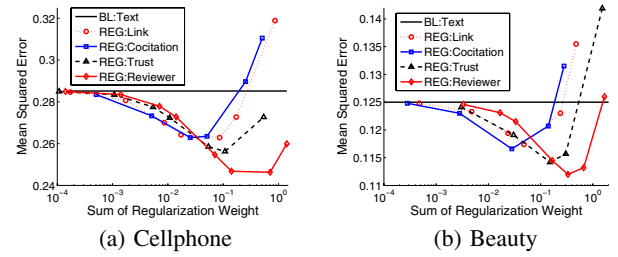 BL:Text
REG:Link
REG:Cocitation
REG:Trust
REG:Reviewer
Mean Squared Error
0.32
0.28
0.24
10^-4
10^-3
10^-2
10^-1
10^0
Sum of Regularization Weight
(a) Cellphone
BL:Text
REG:Link
REG:Cocitation
REG:Trust
REG:Reviewer
Mean Squared Error
0.14
0.135
0.13
0.125
0.12
0.115
0.11
10^-4
10^-3
10^-2
10^-1
10^0
Sum of Regularization Weight
(b) Beauty